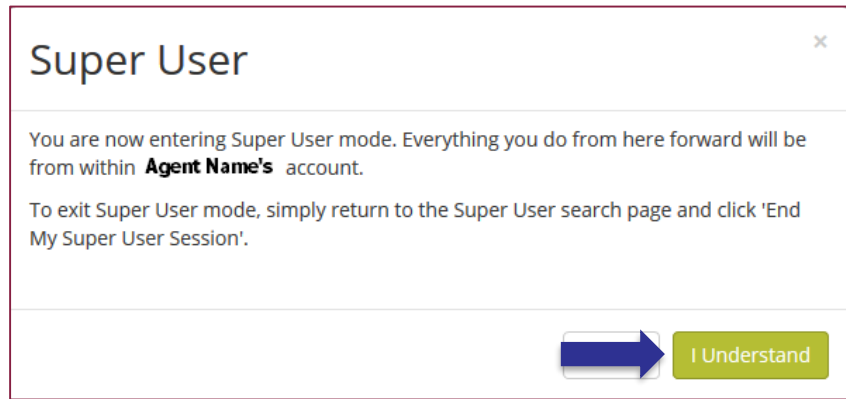 Super User
×
You are now entering Super User mode. Everything you do from here forward will be
from within Agent Name's account.
To exit Super User mode, simply return to the Super User search page and click 'End
My Super User Session'.
I Understand